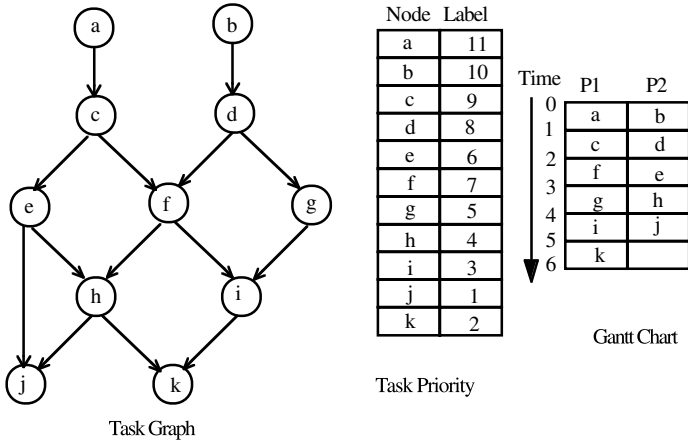 a
b
c
d
e
f
g
h
i
j
k
Task Graph
Node Label
a 11
b 10
c 9
d 8
e 6
f 7
g 5
h 4
i 3
j 1
k 2
Task Priority
Time P1 P2
0
a b
1
c d
2
f e
3
g h
4
i j
5
k
6
Gantt Chart